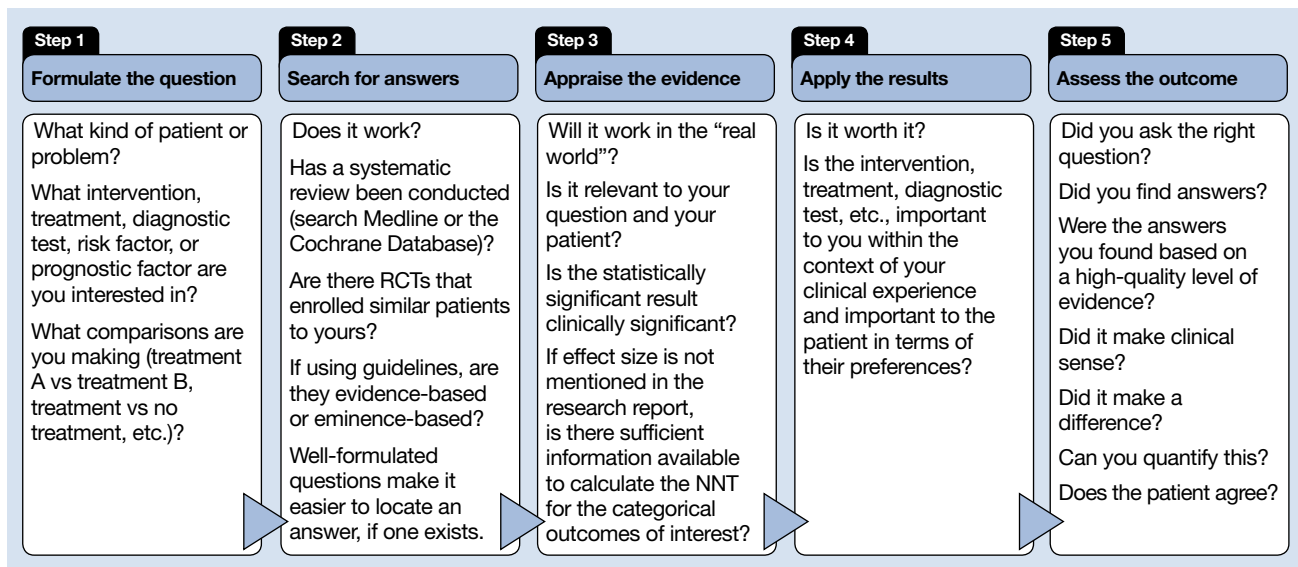 Step 1
Formulate the question
What kind of patient or
problem?
What intervention,
treatment, diagnostic
test, risk factor, or
prognostic factor are
you interested in?
What comparisons are
you making (treatment
A vs treatment B,
treatment vs no
treatment, etc.)?
Step 2
Search for answers
Does it work?
Has a systematic
review been conducted
(search Medline or the
Cochrane Database)?
Are there RCTs that
enrolled similar patients
to yours?
If using guidelines, are
they evidence-based
or eminence-based?
Well-formulated
questions make it
easier to locate an
answer, if one exists.
Step 3
Appraise the evidence
Will it work in the “real
world”?
Is it relevant to your
question and your
patient?
Is the statistically
significant result
clinically significant?
If effect size is not
mentioned in the
research report,
is there sufficient
information available
to calculate the NNT
for the categorical
outcomes of interest?
Step 4
Apply the results
Is it worth it?
Is the intervention,
treatment, diagnostic
test, etc., important
to you within the
context of your
clinical experience
and important to the
patient in terms of
their preferences?
Step 5
Assess the outcome
Did you ask the right
question?
Did you find answers?
Were the answers
you found based on
a high-quality level of
evidence?
Did it make clinical
sense?
Did it make a
difference?
Can you quantify this?
Does the patient agree?